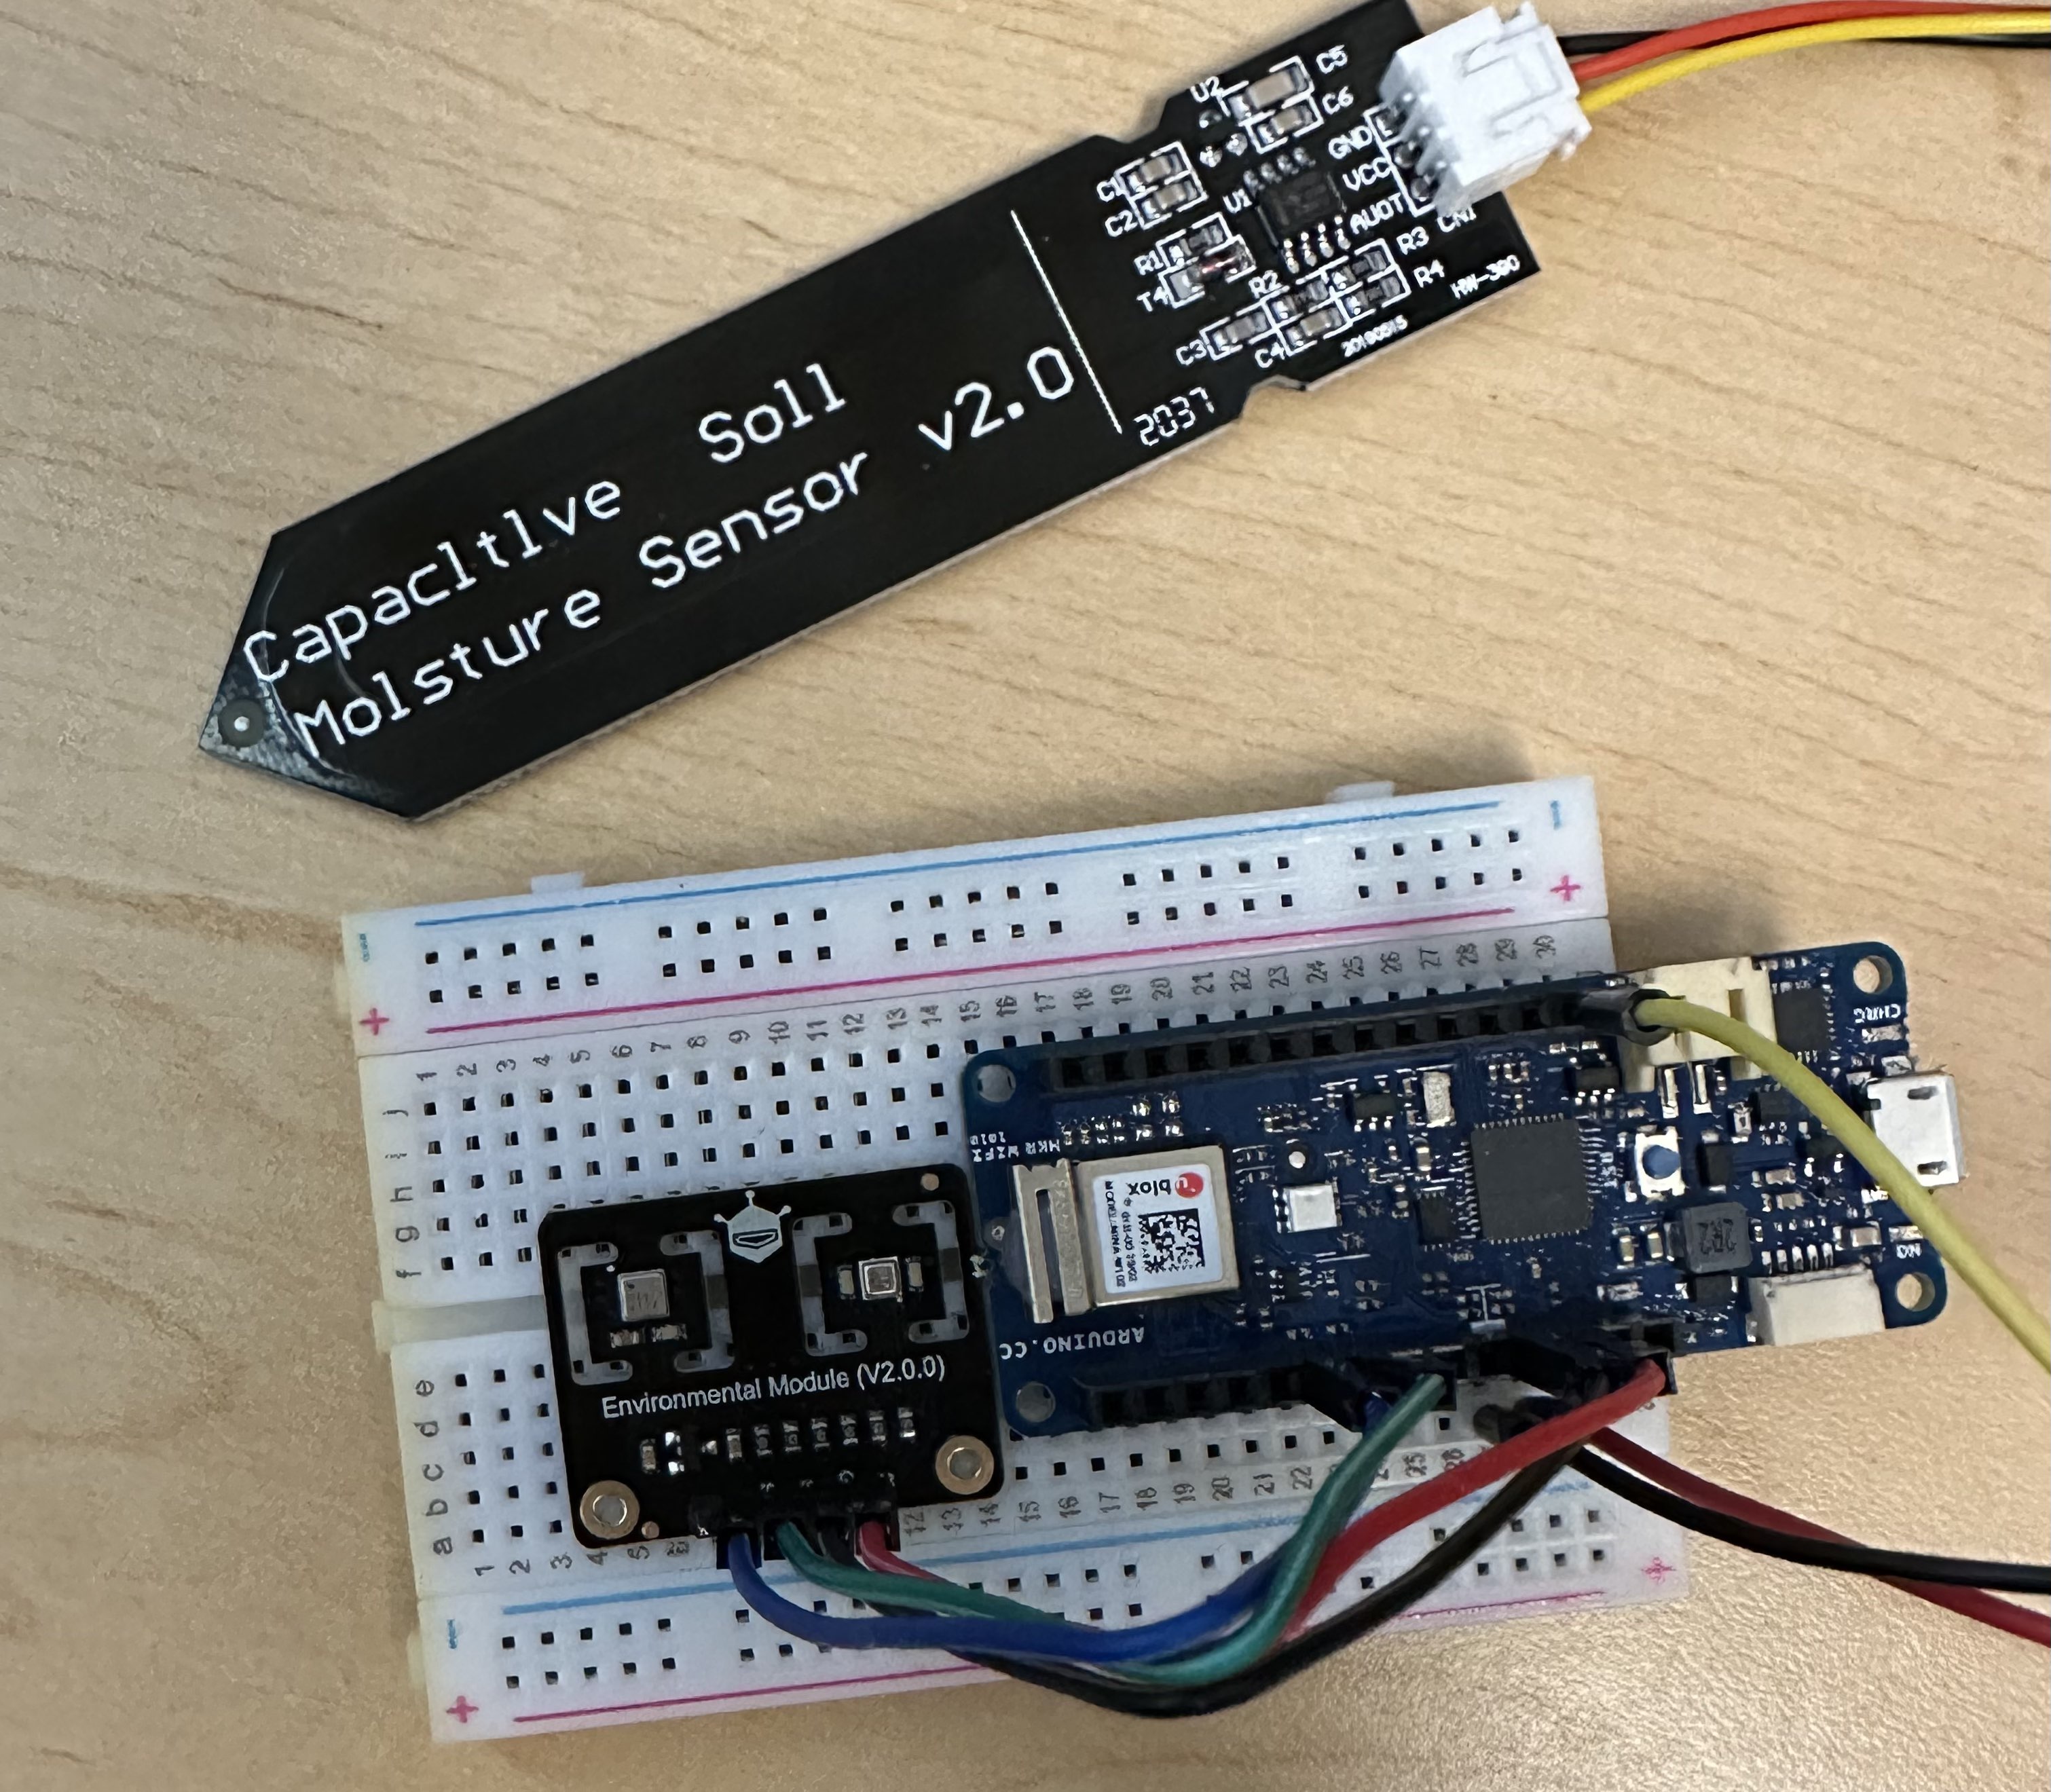 Capacltlve Soll
Molsture Sensor v2.0
U2
C5
C6
C1
C2
U1
GND
VCC
AUOT
CN1
R1
T4
R2
R3
R4
C3
C4
HW-390
2037
- -
+ +
1 2 3 4 5 6 7 8 9 10 11 12 13 14 15 16 17 18 19 20 21 22 23 24 25 26 27 28 29 30
j
i
h
g
f
e
d
c
b
a
CHRG
MKR WiFi
1010
u blox
ARDUINO.CC
ON
2R2
Environmental Module (V2.0.0)
1 2 3 4 5 6 12 13 14 15 16 17 18 19 20 21 22 25 26
- +
+